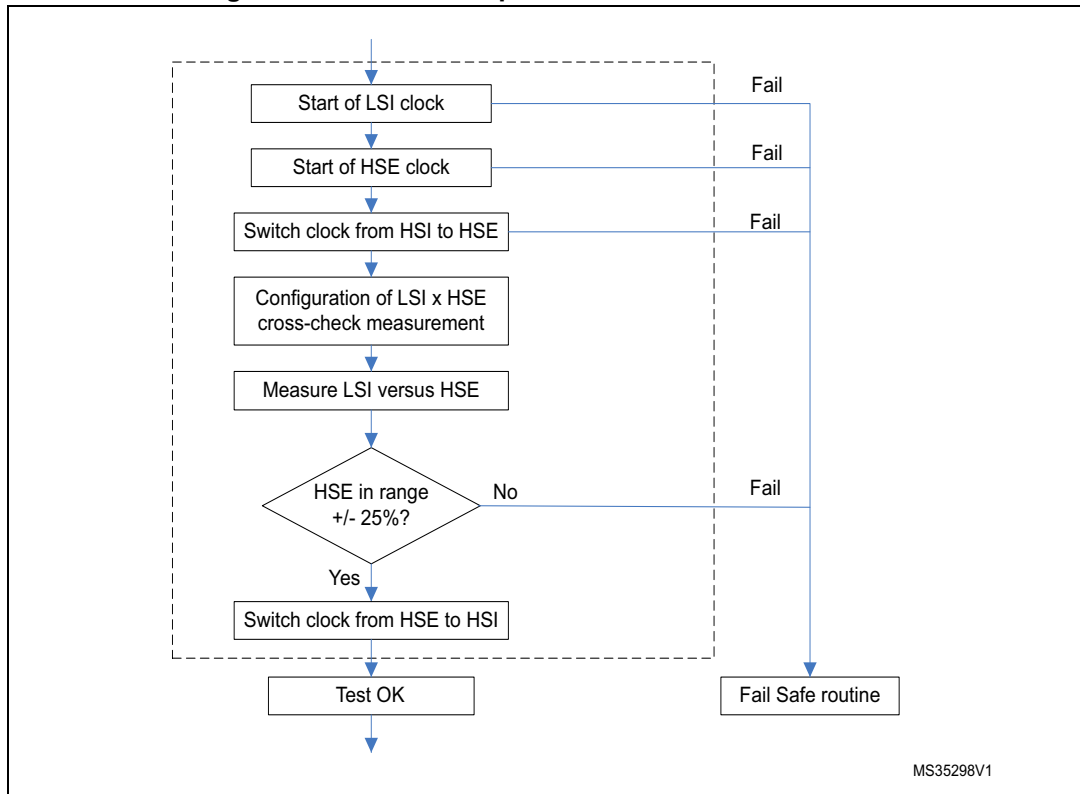 Start of LSI clock
Fail
Start of HSE clock
Fail
Switch clock from HSI to HSE
Fail
Configuration of LSI x HSE
cross-check measurement
Measure LSI versus HSE
HSE in range
+/- 25%?
No
Fail
Yes
Switch clock from HSE to HSI
Test OK
Fail Safe routine
MS35298V1